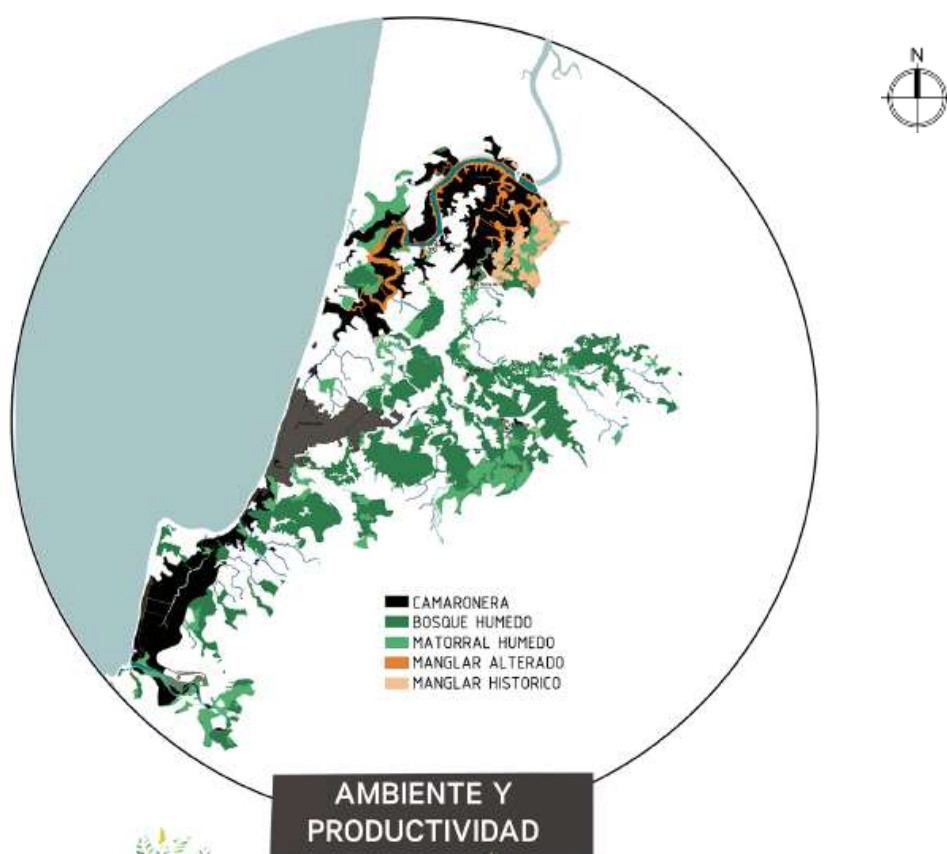 N
CAMARONERA
BOSQUE HUMEDO
MATORRAL HUMEDO
MANGLAR ALTERADO
MANGLAR HISTORICO
AMBIENTE Y
PRODUCTIVIDAD